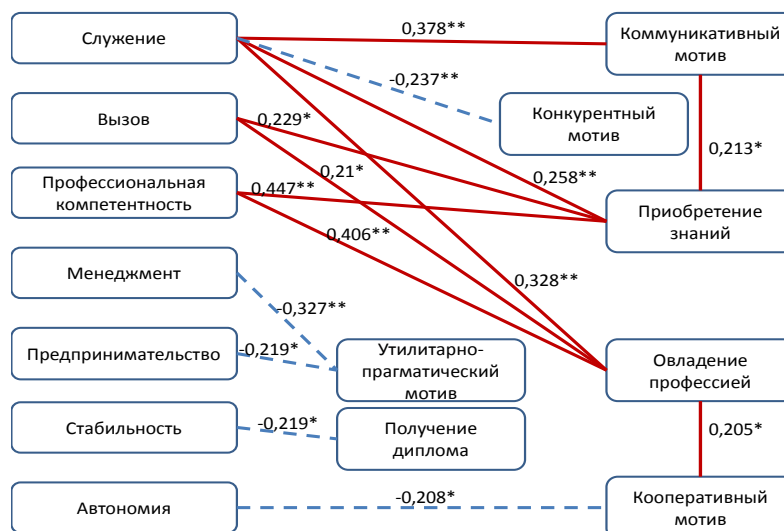 Служение
0,378**
Коммуникативный
мотив
-0,237**
Конкурентный
мотив
Вызов
0,229*
0,21*
0,258**
0,213*
Профессиональная
компетентность
0,447**
0,406**
Приобретение
знаний
Менеджмент
-0,327**
0,328**
Предпринимательство
-0,219*
Утилитарно-
прагматический
мотив
Овладение
профессией
Стабильность
-0,219*
Получение
диплома
0,205*
Автономия
-0,208*
Кооперативный
мотив